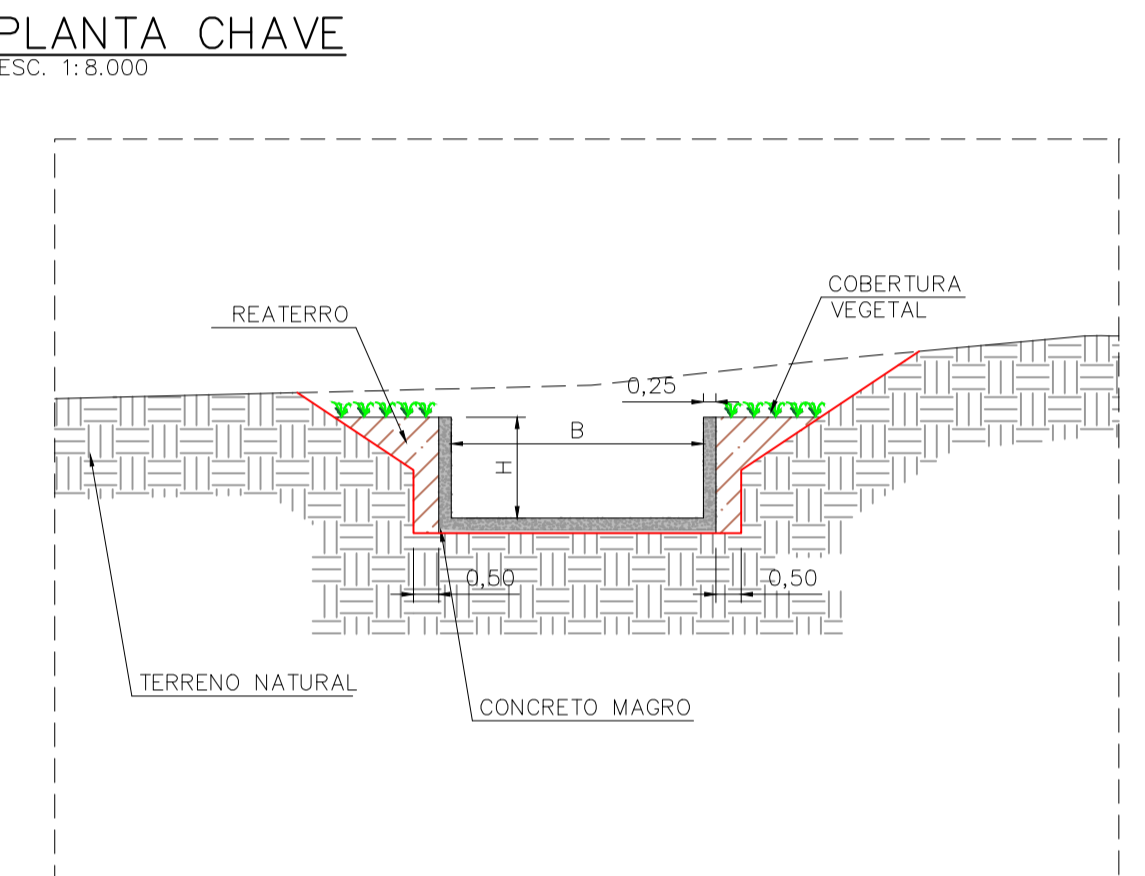 PLANTA CHAVE
ESC. 1:8.000
COBERTURA
VEGETAL
REATERRO
0,25
B
H
0,50
0,50
TERRENO NATURAL
CONCRETO MAGRO